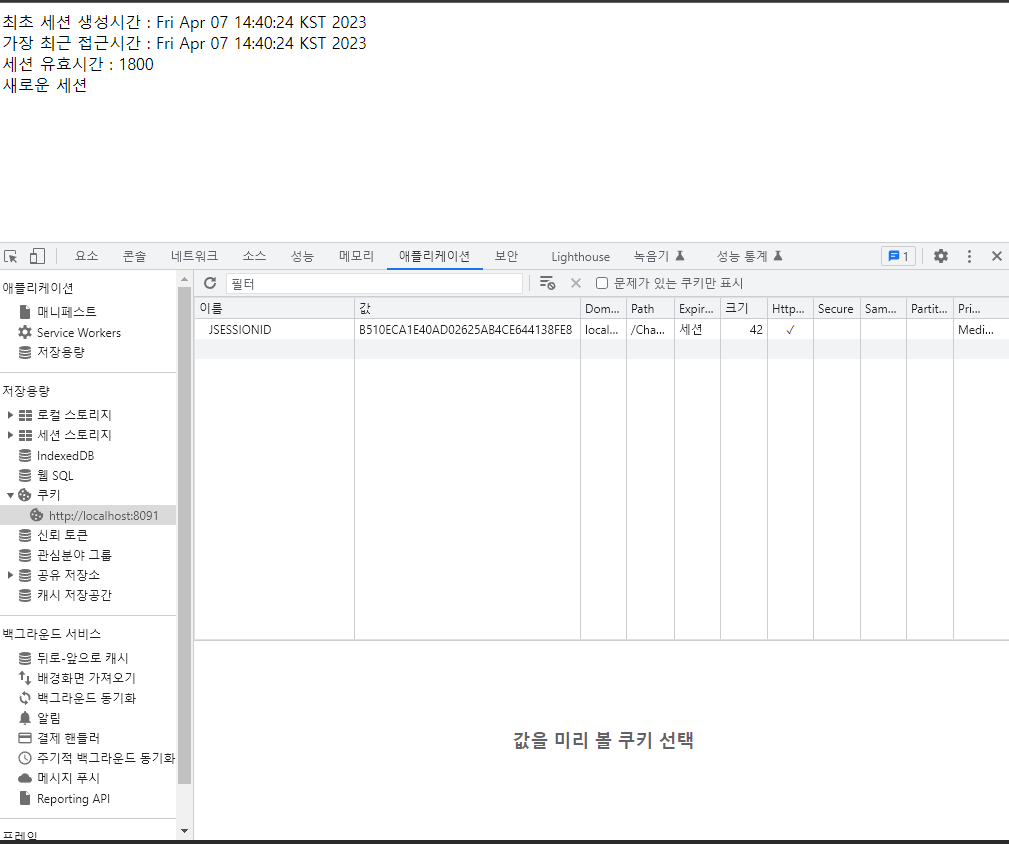 최초 세션 생성시간 : Fri Apr 07 14:40:24 KST 2023
가장 최근 접근시간 : Fri Apr 07 14:40:24 KST 2023
세션 유효시간 : 1800
새로운 세션
요소 콘솔 네트워크 소스 성능 메모리 애플리케이션 보안 Lighthouse 녹음기 성능 통계 1
애플리케이션
매니페스트
Service Workers
저장용량
저장용량
로컬 스토리지
세션 스토리지
IndexedDB
웹 SQL
쿠키
http://localhost:8091
신뢰 토큰
관심분야 그룹
공유 저장소
캐시 저장공간
백그라운드 서비스
뒤로-앞으로 캐시
배경화면 가져오기
백그라운드 동기화
알림
결제 핸들러
주기적 백그라운드 동기화
메시지 푸시
Reporting API
프레임
필터 문제가 있는 쿠키만 표시
이름 값 Dom... Path Expir... 크기 Http... Secure Sam... Partit... Pri...
JSESSIONID B510ECA1E40AD02625AB4CE644138FE8 local... /Cha... 세션 42 ✓ Medi...
값을 미리 볼 쿠키 선택